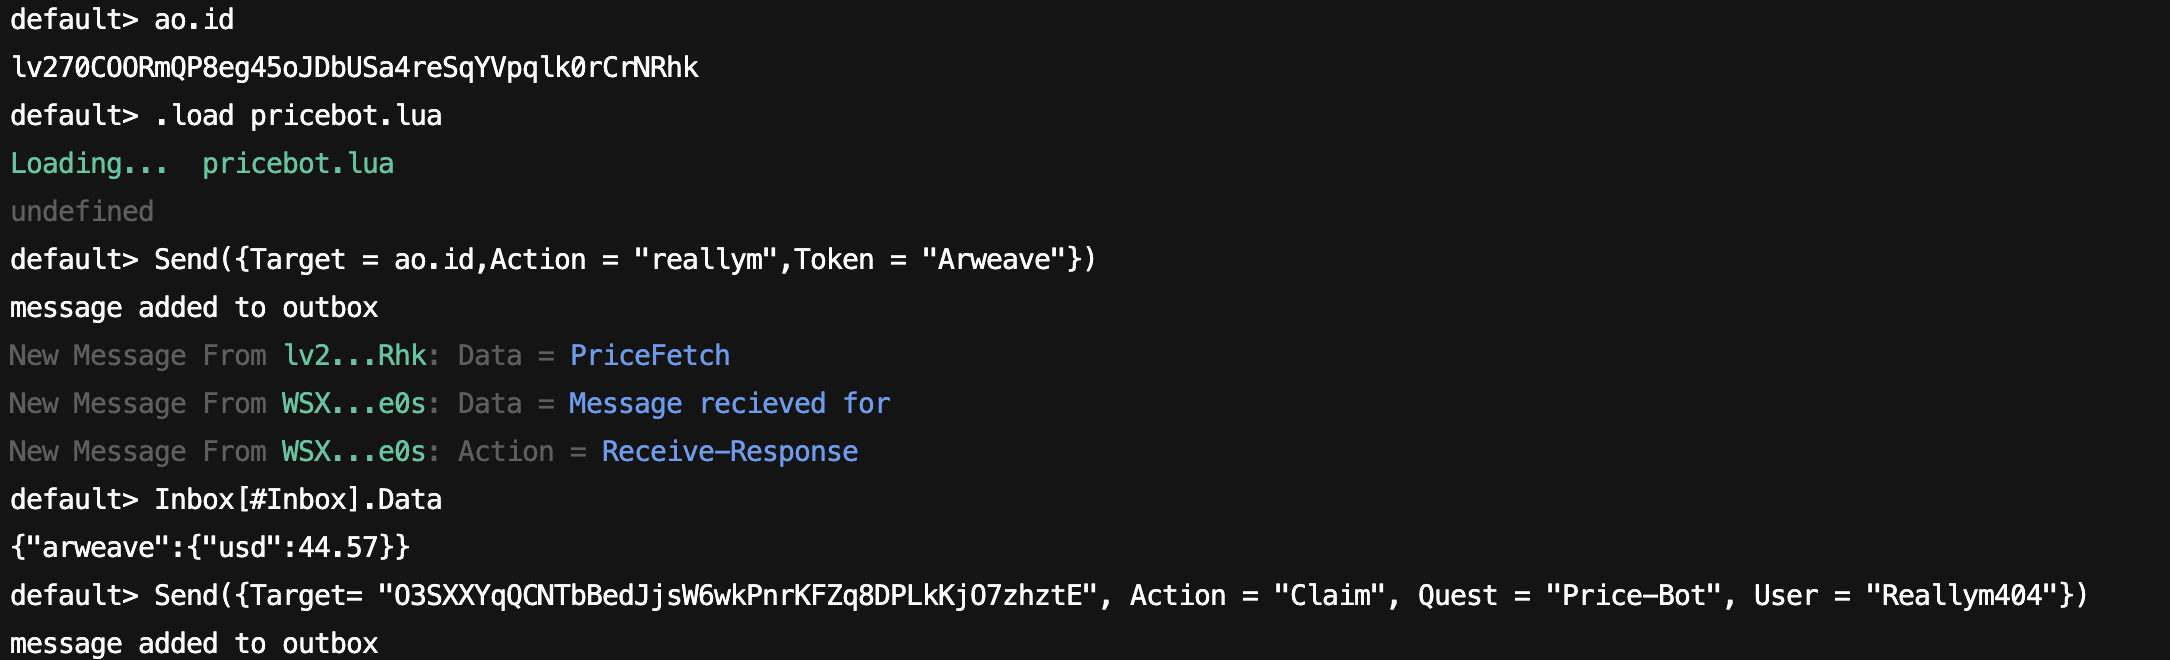 default> ao.id
lv270COORmQP8eg45oJDbUSa4reSqYVpqlk0rCrNRhk
default> .load pricebot.lua
Loading...  pricebot.lua
undefined
default> Send({Target = ao.id,Action = "reallym",Token = "Arweave"})
message added to outbox
New Message From lv2...Rhk: Data = PriceFetch
New Message From WSX...e0s: Data = Message recieved for
New Message From WSX...e0s: Action = Receive-Response
default> Inbox[#Inbox].Data
{"arweave":{"usd":44.57}}
default> Send({Target= "O3SXXYqQCNTbBedJjsW6wkPnrKFZq8DPLkKjO7zhztE", Action = "Claim", Quest = "Price-Bot", User = "Reallym404"})
message added to outbox